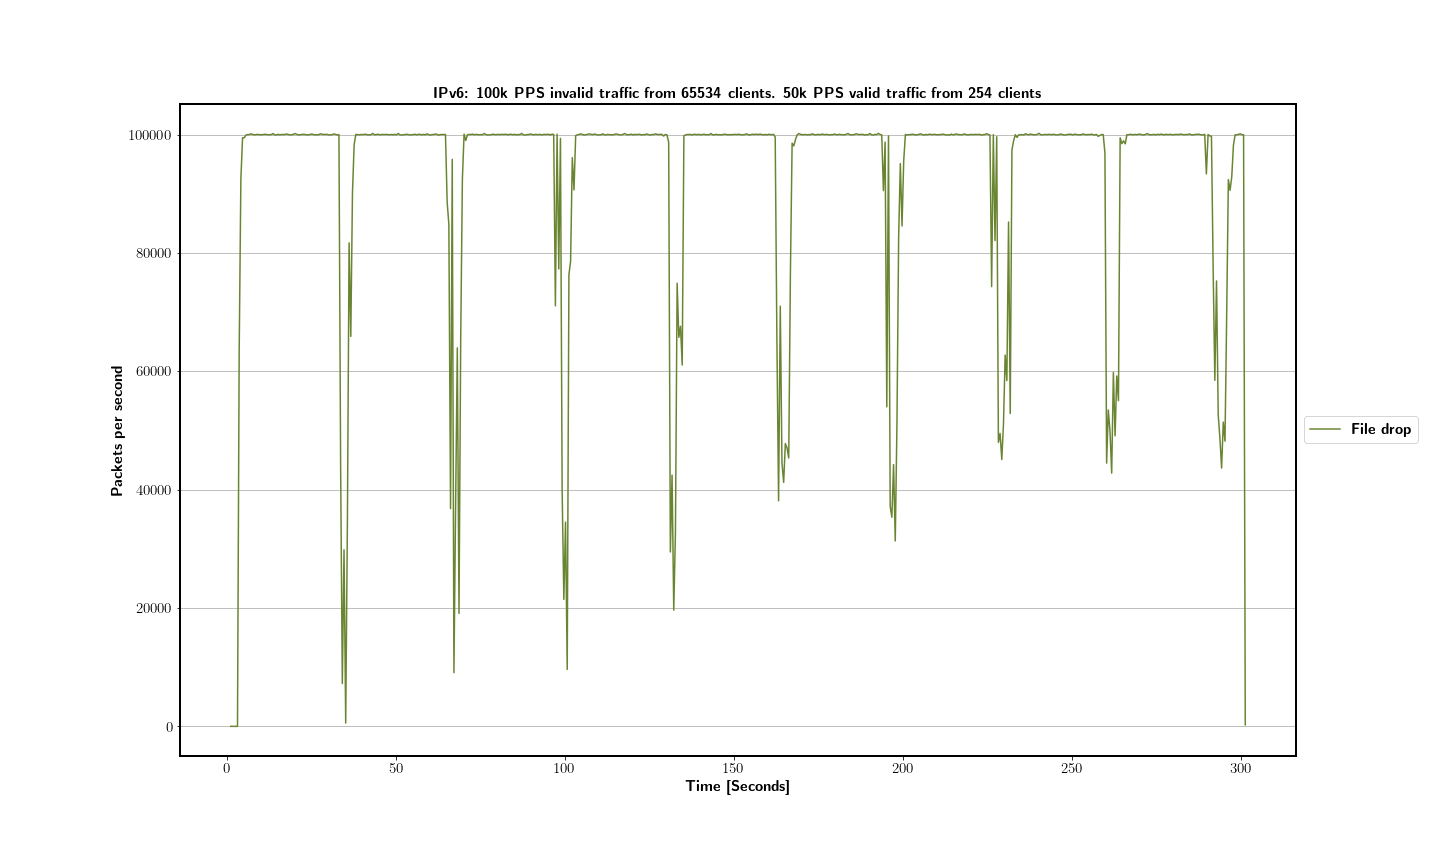 IPv6: 100k PPS invalid traffic from 65534 clients. 50k PPS valid traffic from 254 clients
100000
80000
60000
40000
20000
0
Packets per second
0 50 100 150 200 250 300
Time [Seconds]
File drop